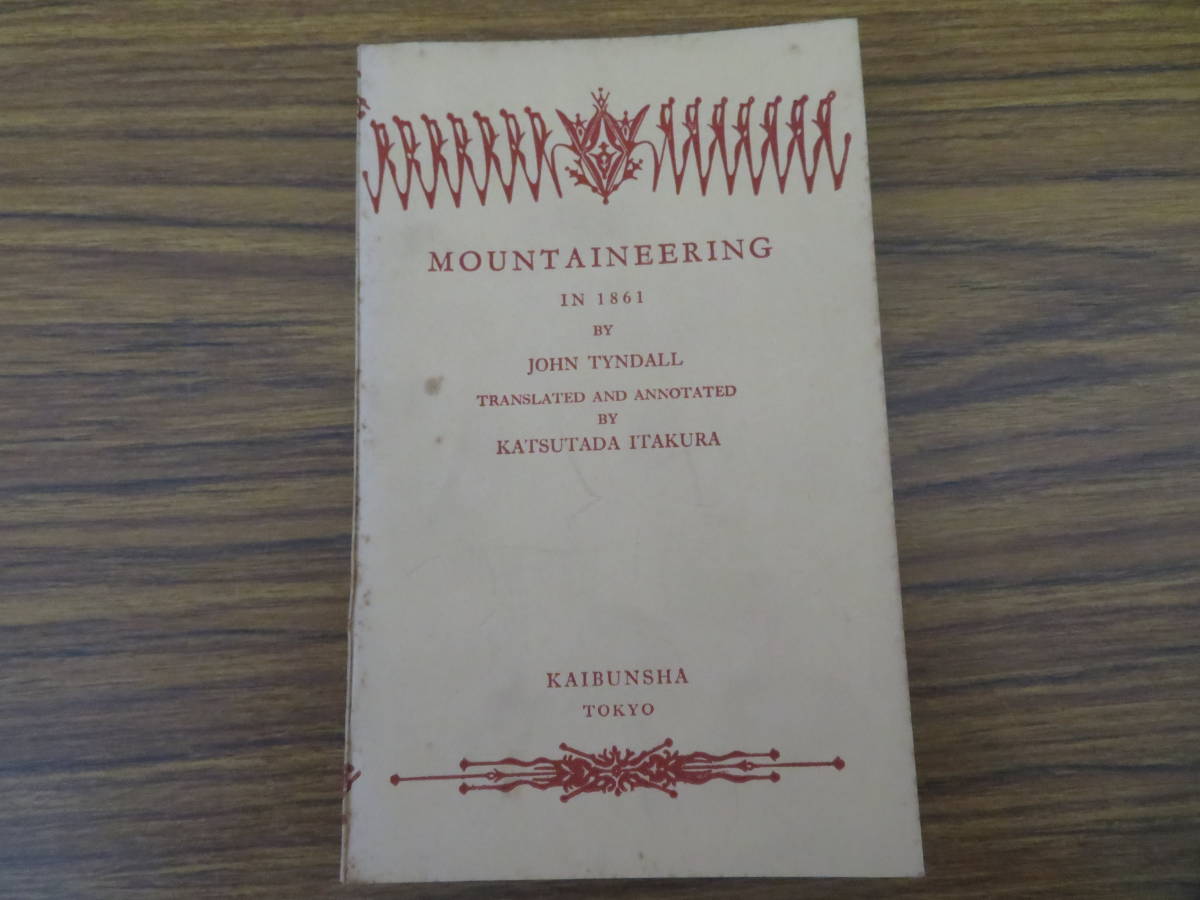 MOUNTAINEERING
IN 1861
BY
JOHN TYNDALL
TRANSLATED AND ANNOTATED
BY
KATSUTADA ITAKURA
KAIBUNSHA
TOKYO